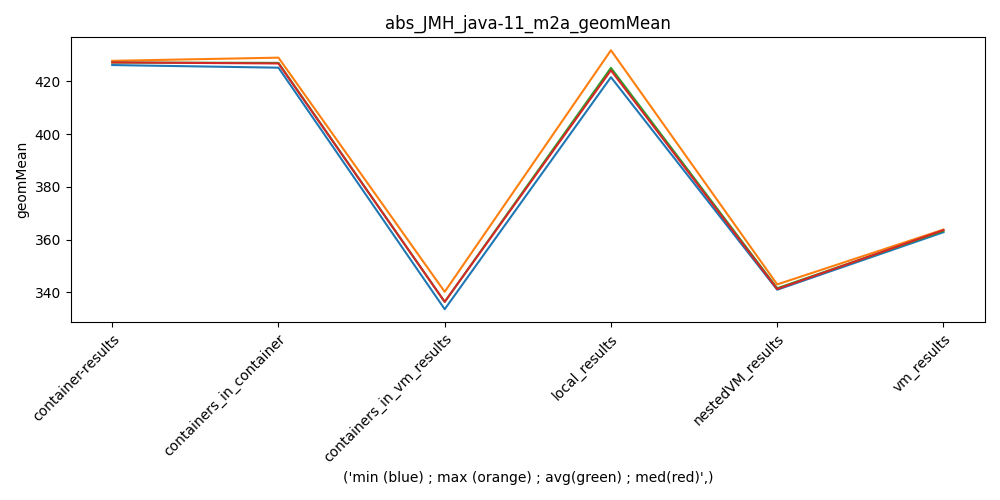 abs_JMH_java-11_m2a_geomMean
geomMean
420
400
380
360
340
container-results
containers_in_container
containers_in_vm_results
local_results
nestedVM_results
vm_results
('min (blue) ; max (orange) ; avg(green) ; med(red)',)